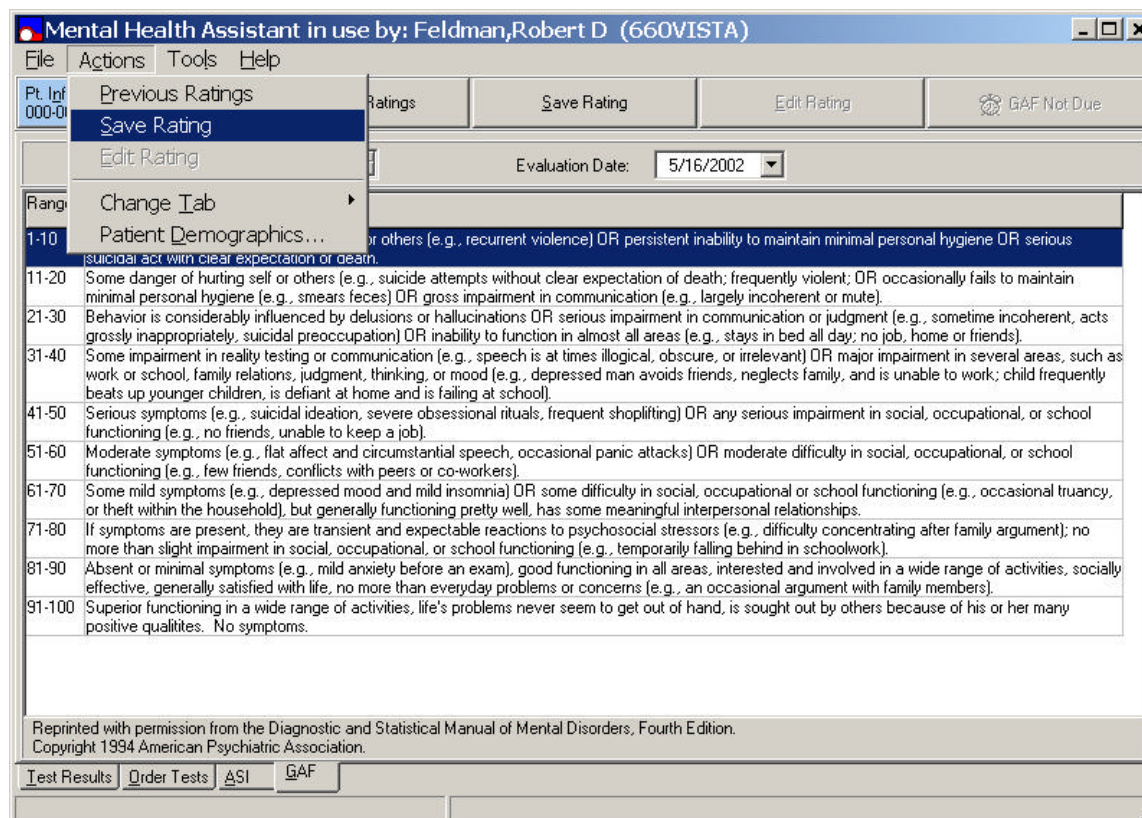 Mental Health Assistant in use by: Feldman,Robert D (660VISTA)
File Actions Tools Help
Pt. Inf
000-0
Previous Ratings
Save Rating
Edit Rating
Change Tab
Patient Demographics...
Ratings Save Rating Edit Rating GAF Not Due
Evaluation Date: 5/16/2002
Rang
1-10 or others (e.g., recurrent violence) OR persistent inability to maintain minimal personal hygiene OR serious
suicidal act with clear expectation of death.
11-20 Some danger of hurting self or others (e.g., suicide attempts without clear expectation of death; frequently violent; OR occasionally fails to maintain
minimal personal hygiene (e.g., smears feces) OR gross impairment in communication (e.g., largely incoherent or mute).
21-30 Behavior is considerably influenced by delusions or hallucinations OR serious impairment in communication or judgment (e.g., sometime incoherent, acts
grossly inappropriately, suicidal preoccupation) OR inability to function in almost all areas (e.g., stays in bed all day; no job, home or friends).
31-40 Some impairment in reality testing or communication (e.g., speech is at times illogical, obscure, or irrelevant) OR major impairment in several areas, such as
work or school, family relations, judgment, thinking, or mood (e.g., depressed man avoids friends, neglects family, and is unable to work; child frequently
beats up younger children, is defiant at home and is failing at school).
41-50 Serious symptoms (e.g., suicidal ideation, severe obsessional rituals, frequent shoplifting) OR any serious impairment in social, occupational, or school
functioning (e.g., no friends, unable to keep a job).
51-60 Moderate symptoms (e.g., flat affect and circumstantial speech, occasional panic attacks) OR moderate difficulty in social, occupational, or school
functioning (e.g., few friends, conflicts with peers or co-workers).
61-70 Some mild symptoms (e.g., depressed mood and mild insomnia) OR some difficulty in social, occupational or school functioning (e.g., occasional truancy,
or theft within the household), but generally functioning pretty well, has some meaningful interpersonal relationships.
71-80 If symptoms are present, they are transient and expectable reactions to psychosocial stressors (e.g., difficulty concentrating after family argument); no
more than slight impairment in social, occupational, or school functioning (e.g., temporarily falling behind in schoolwork).
81-90 Absent or minimal symptoms (e.g., mild anxiety before an exam), good functioning in all areas, interested and involved in a wide range of activities, socially
effective, generally satisfied with life, no more than everyday problems or concerns (e.g., an occasional argument with family members).
91-100 Superior functioning in a wide range of activities, life's problems never seem to get out of hand, is sought out by others because of his or her many
positive qualitites. No symptoms.
Reprinted with permission from the Diagnostic and Statistical Manual of Mental Disorders, Fourth Edition.
Copyright 1994 American Psychiatric Association.
Test Results Order Tests ASI GAF